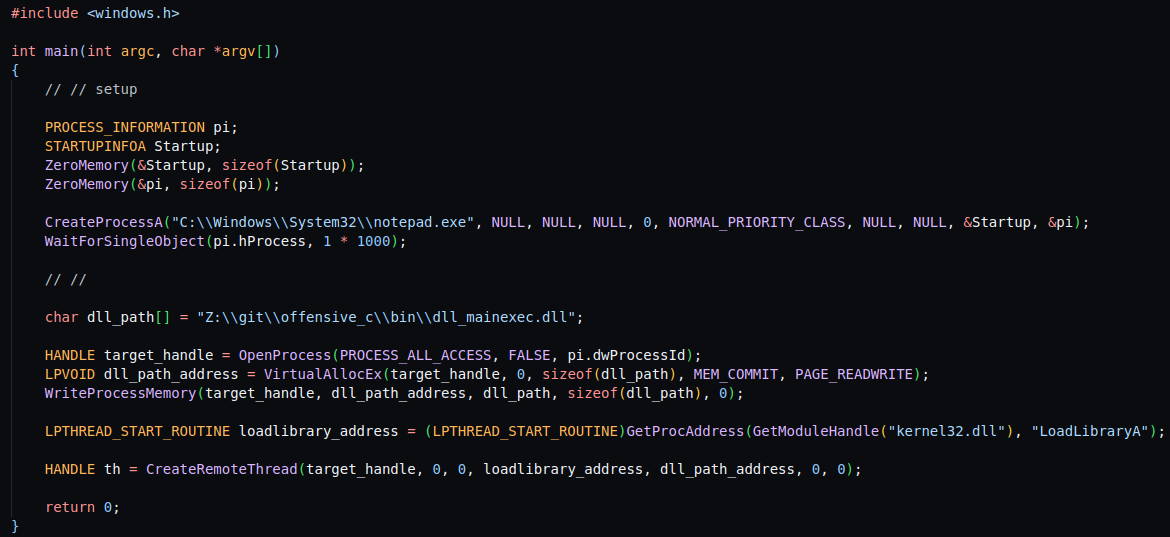 #include <windows.h>
int main(int argc, char *argv[])
{
// // setup
PROCESS_INFORMATION pi;
STARTUPINFOA Startup;
ZeroMemory(&Startup, sizeof(Startup));
ZeroMemory(&pi, sizeof(pi));
CreateProcessA("C:\\Windows\\System32\\notepad.exe", NULL, NULL, NULL, 0, NORMAL_PRIORITY_CLASS, NULL, NULL, &Startup, &pi);
WaitForSingleObject(pi.hProcess, 1 * 1000);
// //
char dll_path[] = "Z:\\git\\offensive_c\\bin\\dll_mainexec.dll";
HANDLE target_handle = OpenProcess(PROCESS_ALL_ACCESS, FALSE, pi.dwProcessId);
LPVOID dll_path_address = VirtualAllocEx(target_handle, 0, sizeof(dll_path), MEM_COMMIT, PAGE_READWRITE);
WriteProcessMemory(target_handle, dll_path_address, dll_path, sizeof(dll_path), 0);
LPTHREAD_START_ROUTINE loadlibrary_address = (LPTHREAD_START_ROUTINE)GetProcAddress(GetModuleHandle("kernel32.dll"), "LoadLibraryA");
HANDLE th = CreateRemoteThread(target_handle, 0, 0, loadlibrary_address, dll_path_address, 0, 0);
return 0;
}